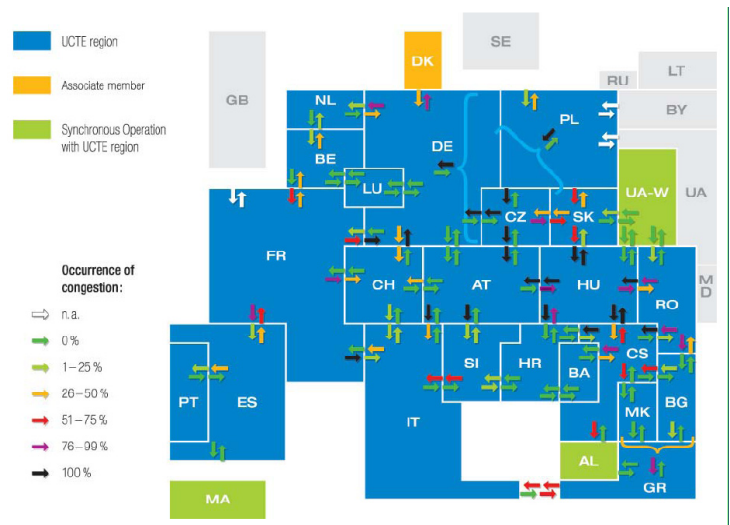 UCTE region
Associate member
Synchronous Operation
with UCTE region
GB
DK
SE
RU
LT
BY
NL
DE
PL
BE
LU
UA-W
UA
CZ
SK
FR
CH
AT
HU
RO
M
D
Occurrence of
congestion:
n.a.
0 %
1–25 %
26–50 %
51–75 %
76–99 %
100 %
PT
ES
IT
SI
HR
BA
CS
MK
BG
AL
GR
MA